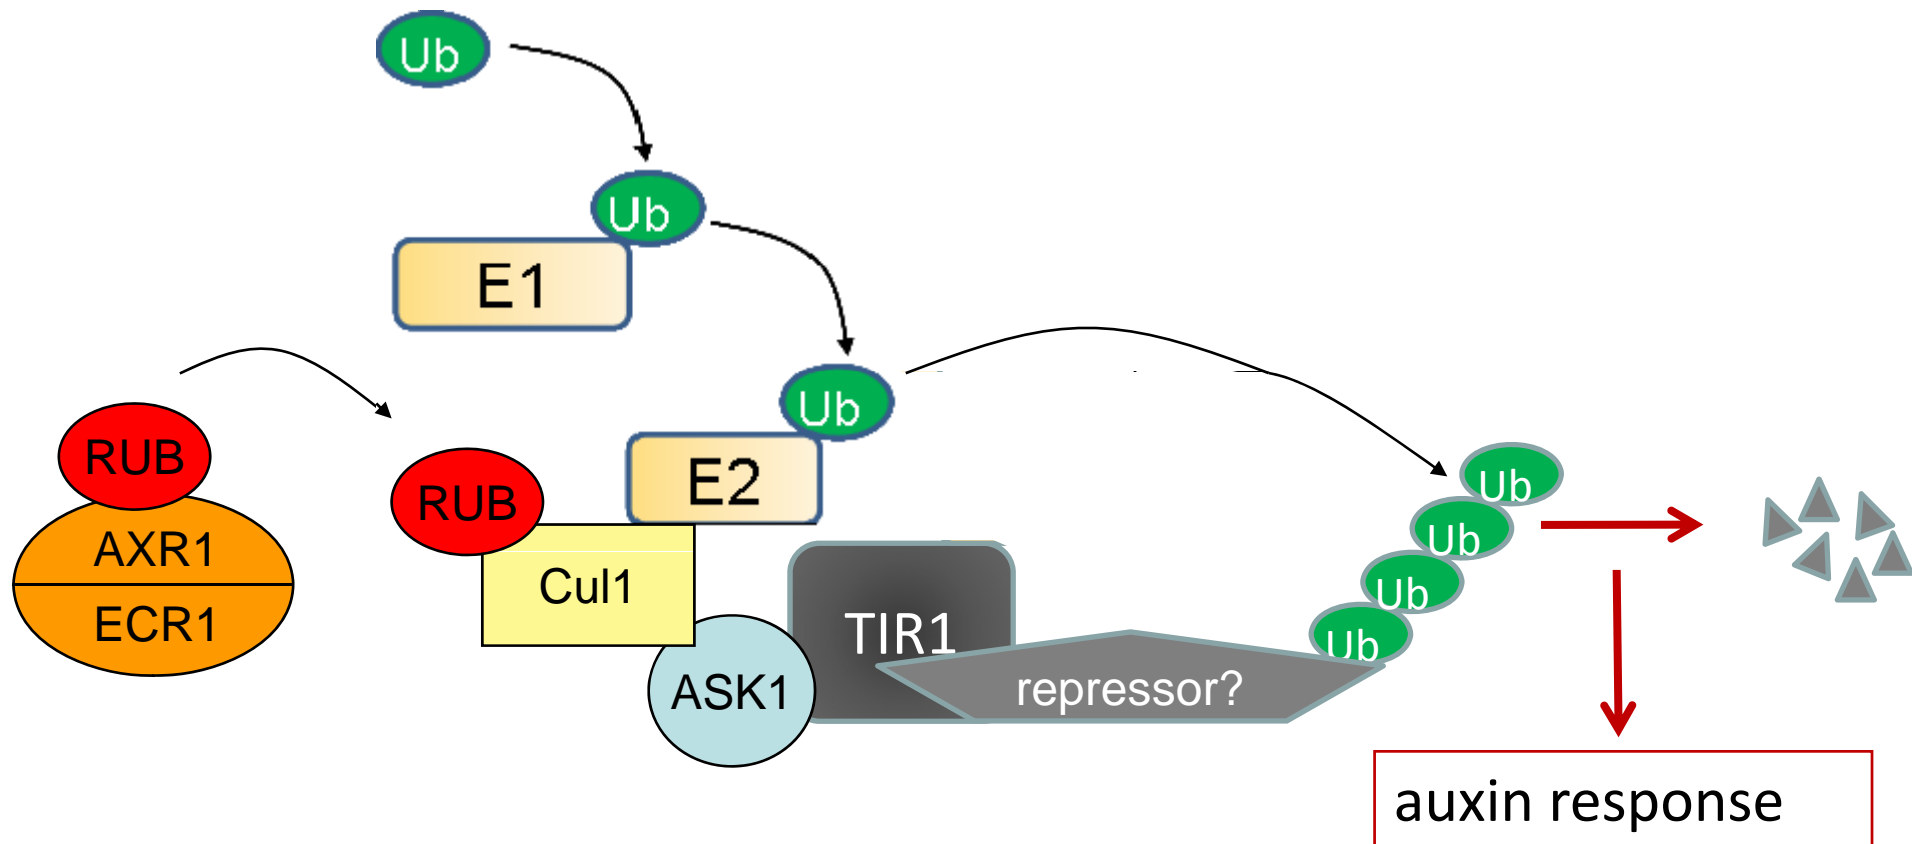 Ub
Ub
E1
Ub
E2
RUB
AXR1
ECR1
RUB
Cul1
ASK1
TIR1
repressor?
Ub
Ub
Ub
Ub
auxin response